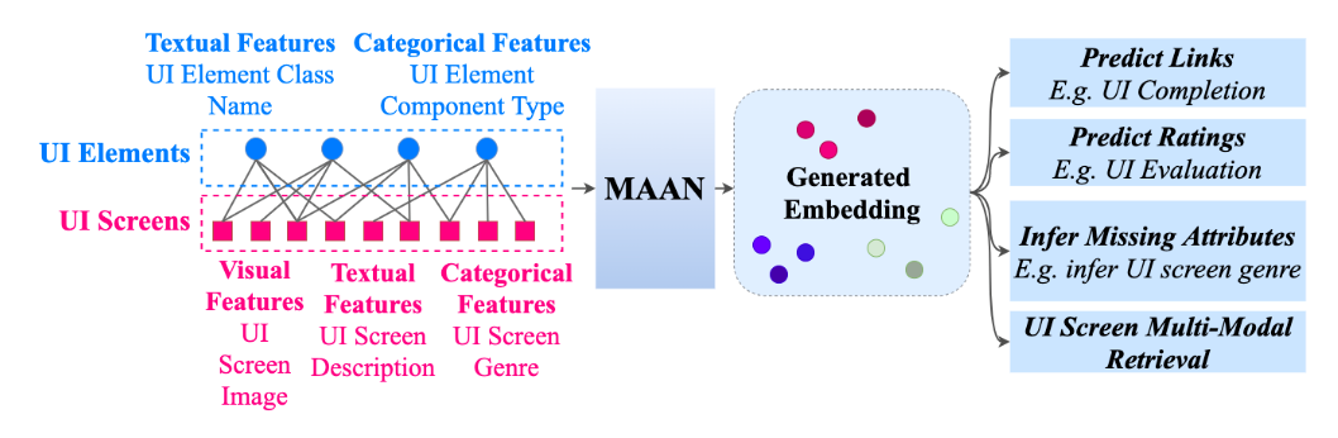 Textual Features
UI Element Class
Name
Categorical Features
UI Element
Component Type
UI Elements
UI Screens
Visual
Features
UI
Screen
Image
Textual
Features
UI Screen
Description
Categorical
Features
UI Screen
Genre
MAAN
Generated
Embedding
Predict Links
E.g. UI Completion
Predict Ratings
E.g. UI Evaluation
Infer Missing Attributes
E.g. infer UI screen genre
UI Screen Multi-Modal
Retrieval